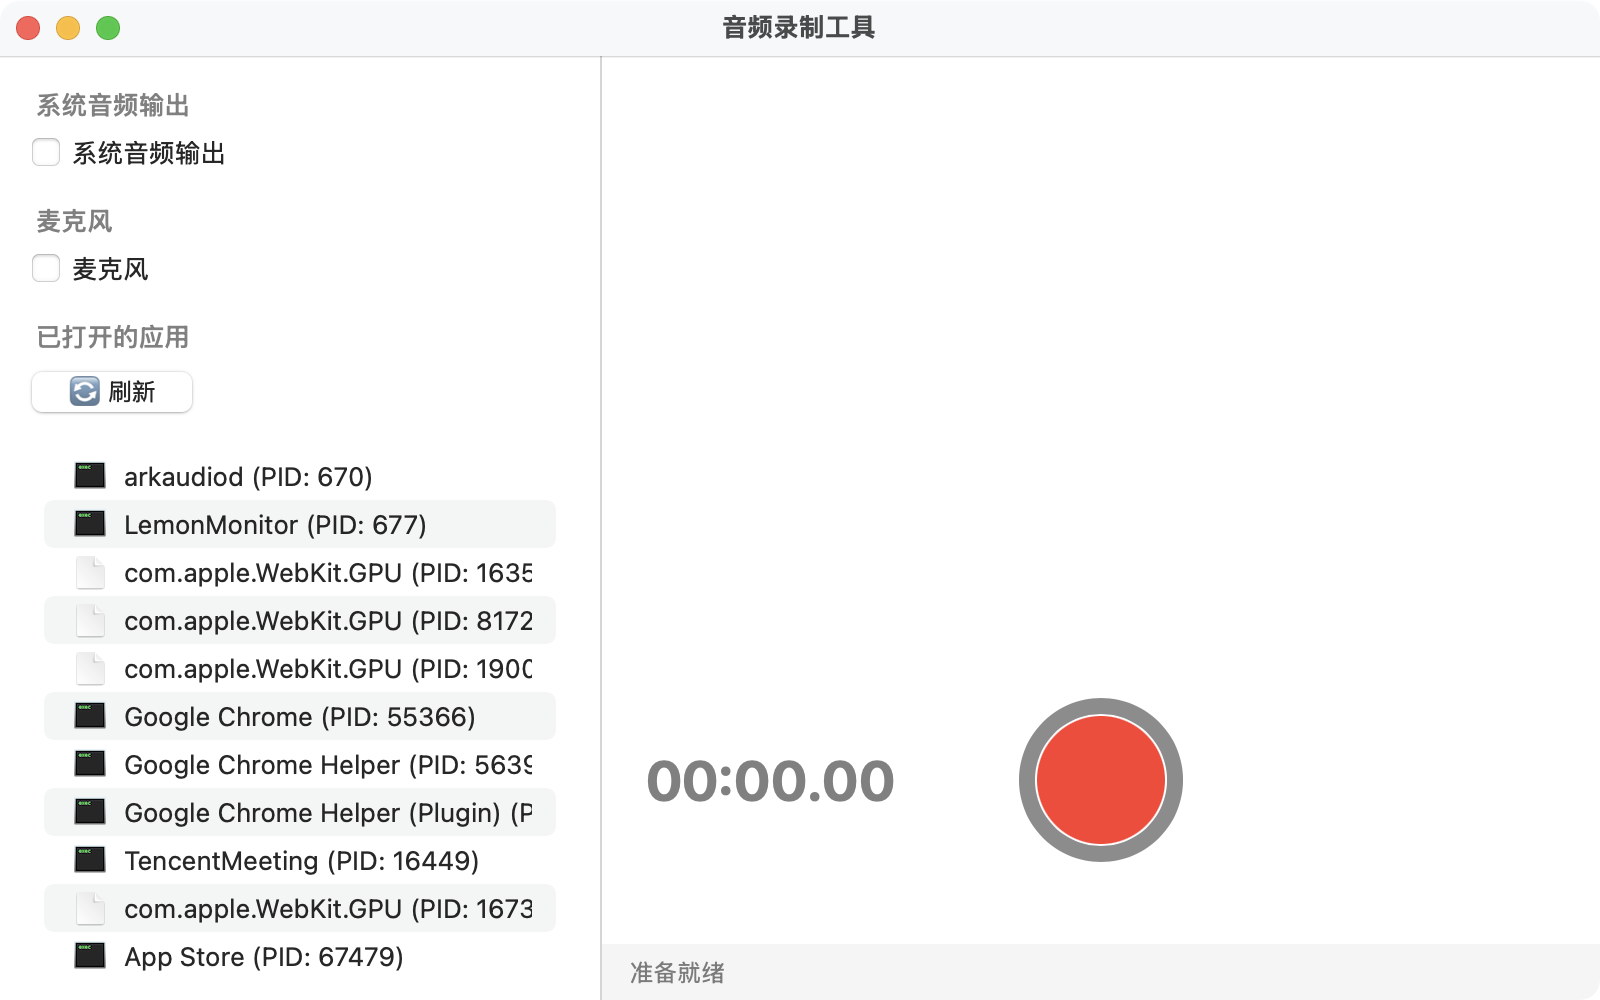 音频录制工具
系统音频输出
系统音频输出
麦克风
麦克风
已打开的应用
刷新
arkaudiod (PID: 670)
LemonMonitor (PID: 677)
com.apple.WebKit.GPU (PID: 1635
com.apple.WebKit.GPU (PID: 8172
com.apple.WebKit.GPU (PID: 1900
Google Chrome (PID: 55366)
Google Chrome Helper (PID: 5639
Google Chrome Helper (Plugin) (P
TencentMeeting (PID: 16449)
com.apple.WebKit.GPU (PID: 1673
App Store (PID: 67479)
00:00.00
准备就绪